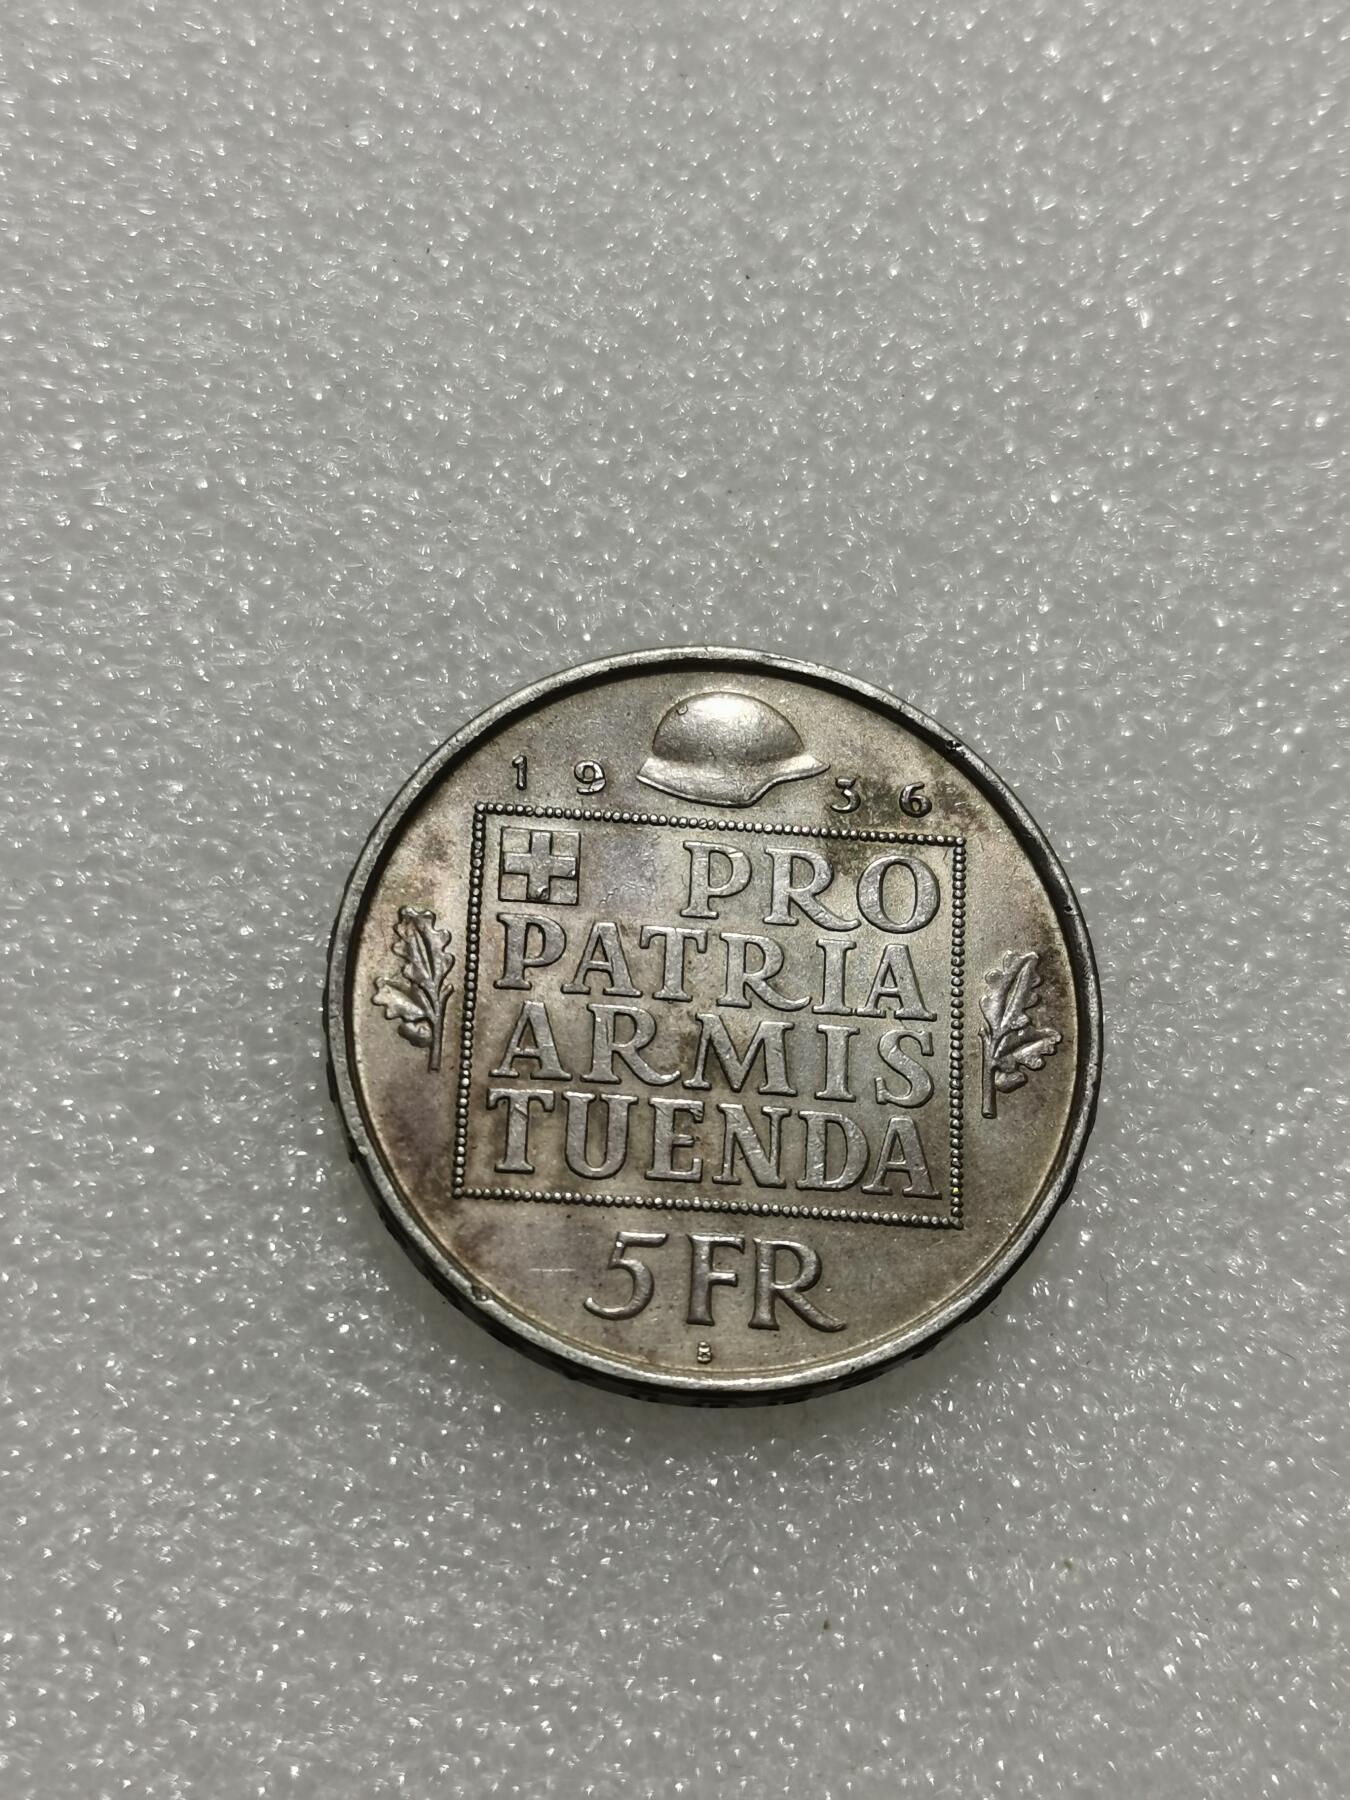 1936
PRO
PATRIA
ARMIS
TUENDA
5 FR
B